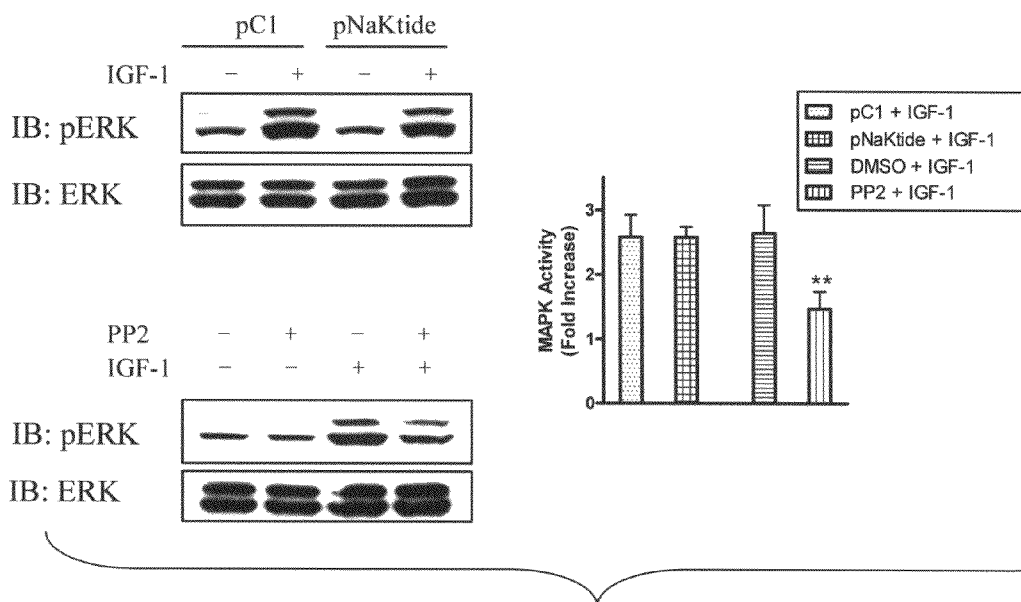 pC1 pNaKtide
IGF-1 – + – +
IB: pERK
IB: ERK
pC1 + IGF-1
pNaKtide + IGF-1
DMSO + IGF-1
PP2 + IGF-1
MAPK Activity
(Fold Increase)
3
2
1
0
**
PP2 – + – +
IGF-1 – – + +
IB: pERK
IB: ERK